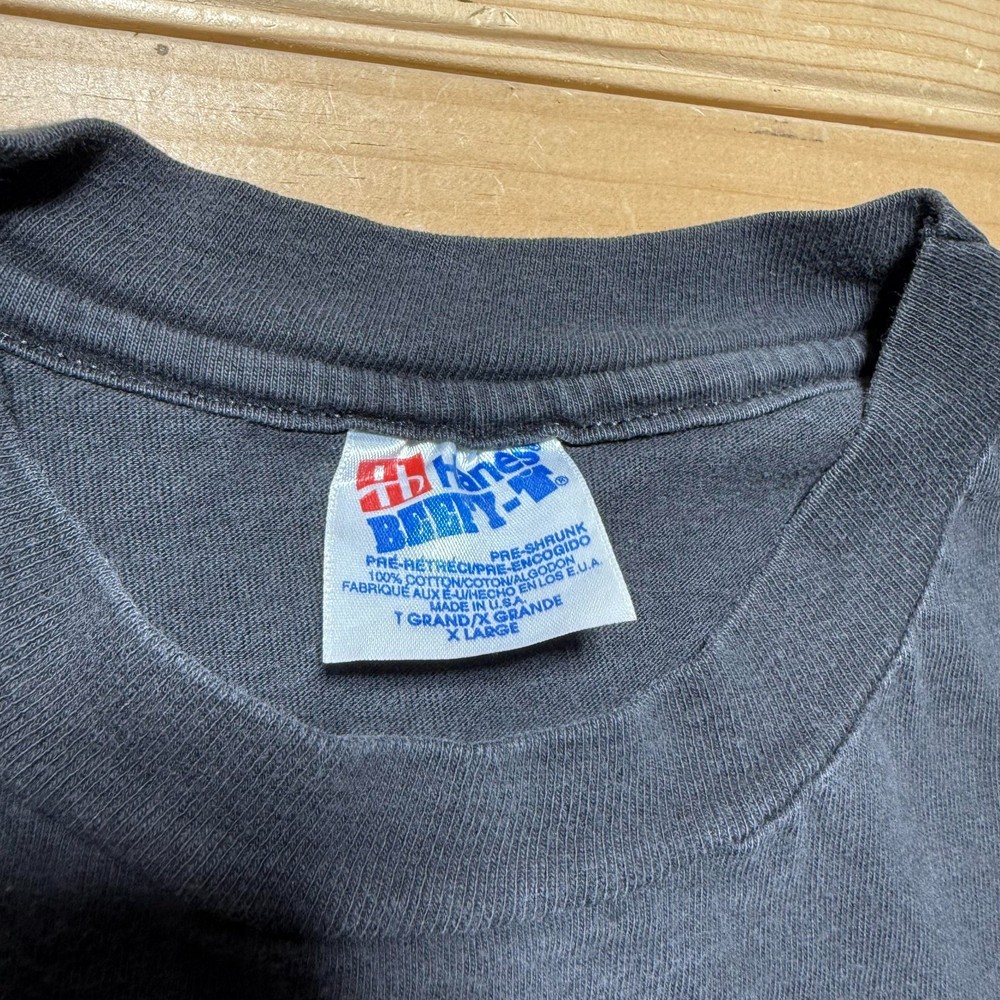 Hanes
BEEFY-T®
PRE-SHRUNK
PRÉ-RÉTRÉCI/PRE-ENCOGIDO
100% COTTON/COTON/ALGODON
FABRIQUÉ AUX É-U/HECHO EN LOS E.U.A.
MADE IN U.S.A.
T GRAND/X GRANDE
X LARGE